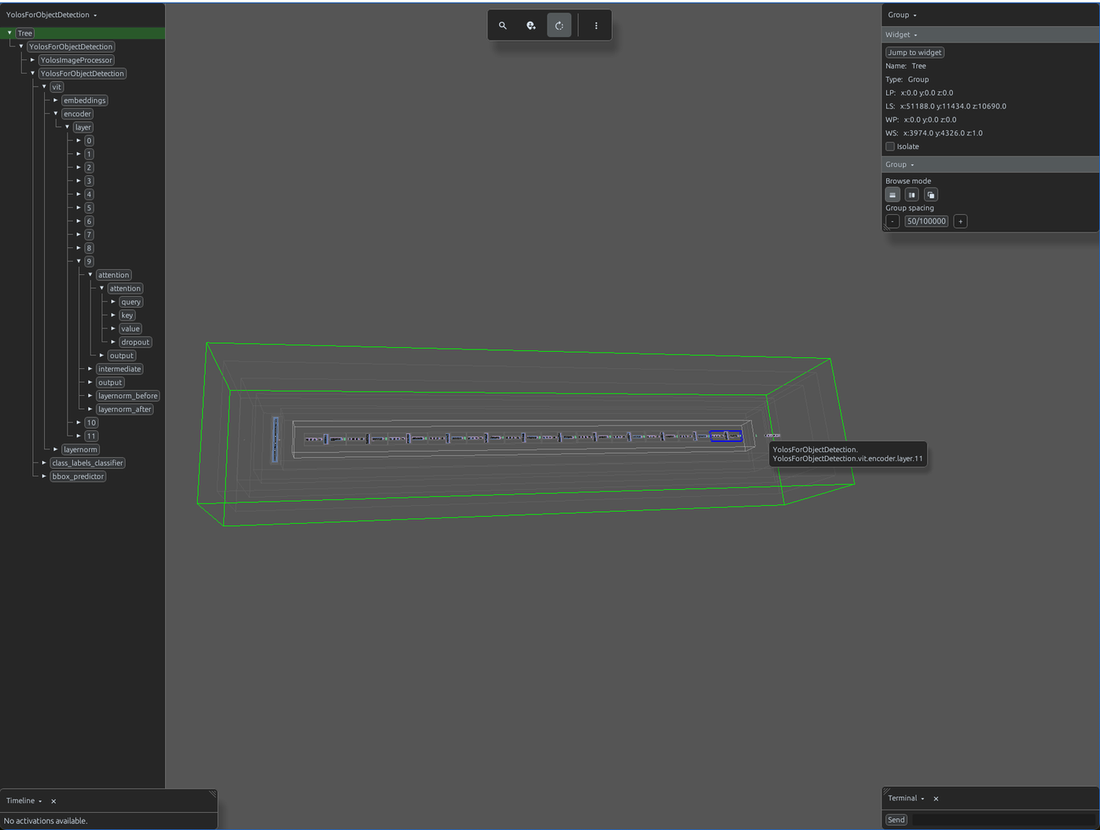 YolosForObjectDetection
Tree
YolosForObjectDetection
YolosImageProcessor
YolosForObjectDetection
vit
embeddings
encoder
layer
0
1
2
3
4
5
6
7
8
9
attention
attention
query
key
value
dropout
output
intermediate
output
layernorm_before
layernorm_after
10
11
layernorm
class_labels_classifier
bbox_predictor
YolosForObjectDetection.
YolosForObjectDetection.vit.encoder.layer.11
Group
Widget
Jump to widget
Name: Tree
Type: Group
LP: x:0.0 y:0.0 z:0.0
LS: x:51188.0 y:11434.0 z:10690.0
WP: x:0.0 y:0.0 z:0.0
WS: x:3974.0 y:4326.0 z:1.0
Isolate
Group
Browse mode
Group spacing
- 50/100000 +
Timeline
No activations available.
Terminal
Send